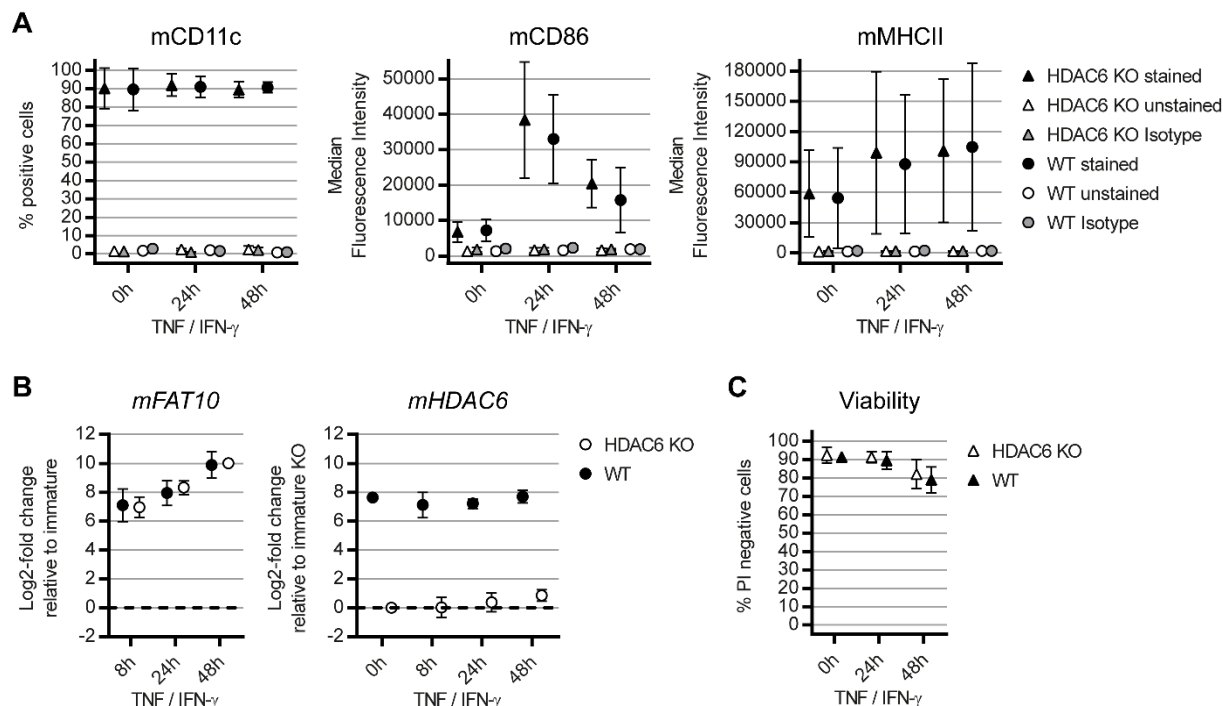 A
mCD11c
% positive cells
100
90
80
70
60
50
40
30
20
10
0
0h
24h
48h
TNF / IFN-γ
mCD86
Median
Fluorescence Intensity
50000
40000
30000
20000
10000
0
0h
24h
48h
TNF / IFN-γ
mMHCII
Median
Fluorescence Intensity
180000
150000
120000
90000
60000
30000
0
0h
24h
48h
TNF / IFN-γ
HDAC6 KO stained
HDAC6 KO unstained
HDAC6 KO Isotype
WT stained
WT unstained
WT Isotype
B
mFAT10
Log2-fold change
relative to immature
12
10
8
6
4
2
0
-2
8h
24h
48h
TNF / IFN-γ
mHDAC6
Log2-fold change
relative to immature KO
12
10
8
6
4
2
0
-2
0h
8h
24h
48h
TNF / IFN-γ
HDAC6 KO
WT
C
Viability
% PI negative cells
100
90
80
70
60
50
40
30
20
10
0
0h
24h
48h
TNF / IFN-γ
HDAC6 KO
WT